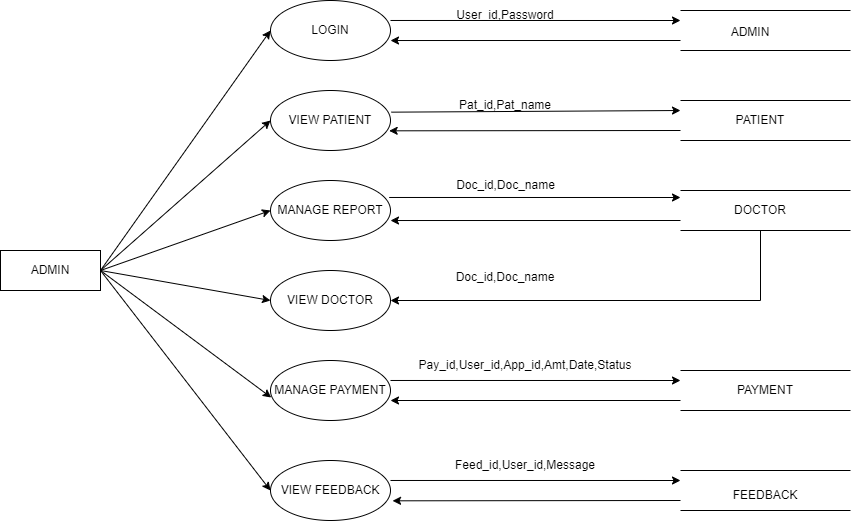 User_id,Password
LOGIN
ADMIN
Pat_id,Pat_name
VIEW PATIENT
PATIENT
Doc_id,Doc_name
MANAGE REPORT
DOCTOR
ADMIN
Doc_id,Doc_name
VIEW DOCTOR
Pay_id,User_id,App_id,Amt,Date,Status
MANAGE PAYMENT
PAYMENT
Feed_id,User_id,Message
VIEW FEEDBACK
FEEDBACK